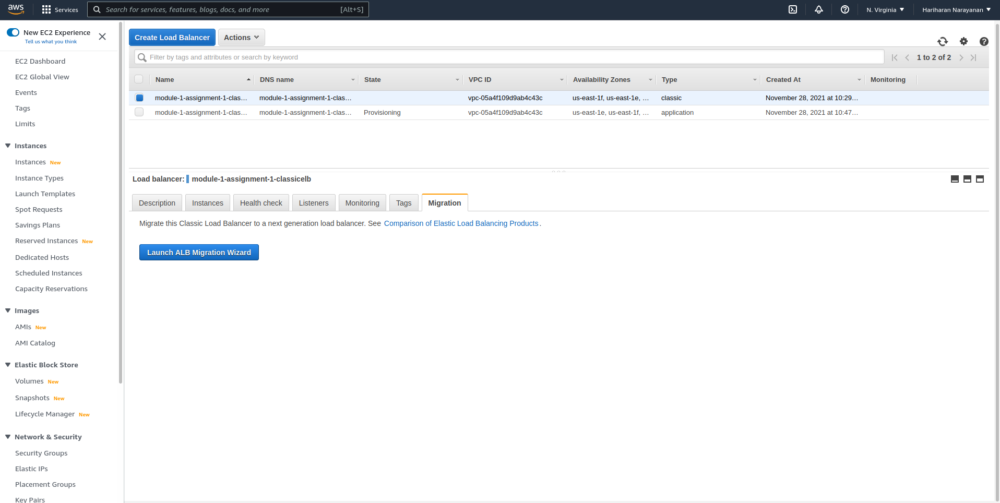 aws
Services
Search for services, features, blogs, docs, and more [Alt+S]
N. Virginia
Hariharan Narayanan
New EC2 Experience
Tell us what you think
EC2 Dashboard
EC2 Global View
Events
Tags
Limits
Instances
Instances New
Instance Types
Launch Templates
Spot Requests
Savings Plans
Reserved Instances New
Dedicated Hosts
Scheduled Instances
Capacity Reservations
Images
AMIs New
AMI Catalog
Elastic Block Store
Volumes New
Snapshots New
Lifecycle Manager New
Network & Security
Security Groups
Elastic IPs
Placement Groups
Key Pairs
Create Load Balancer Actions
Filter by tags and attributes or search by keyword
1 to 2 of 2
Name DNS name State VPC ID Availability Zones Type Created At Monitoring
module-1-assignment-1-clas... module-1-assignment-1-clas... vpc-05a4f109d9ab4c43c us-east-1f, us-east-1e, ... classic November 28, 2021 at 10:29...
module-1-assignment-1-clas... module-1-assignment-1-clas... Provisioning vpc-05a4f109d9ab4c43c us-east-1e, us-east-1f, ... application November 28, 2021 at 10:47...
Load balancer: module-1-assignment-1-classicelb
Description Instances Health check Listeners Monitoring Tags Migration
Migrate this Classic Load Balancer to a next generation load balancer. See Comparison of Elastic Load Balancing Products.
Launch ALB Migration Wizard